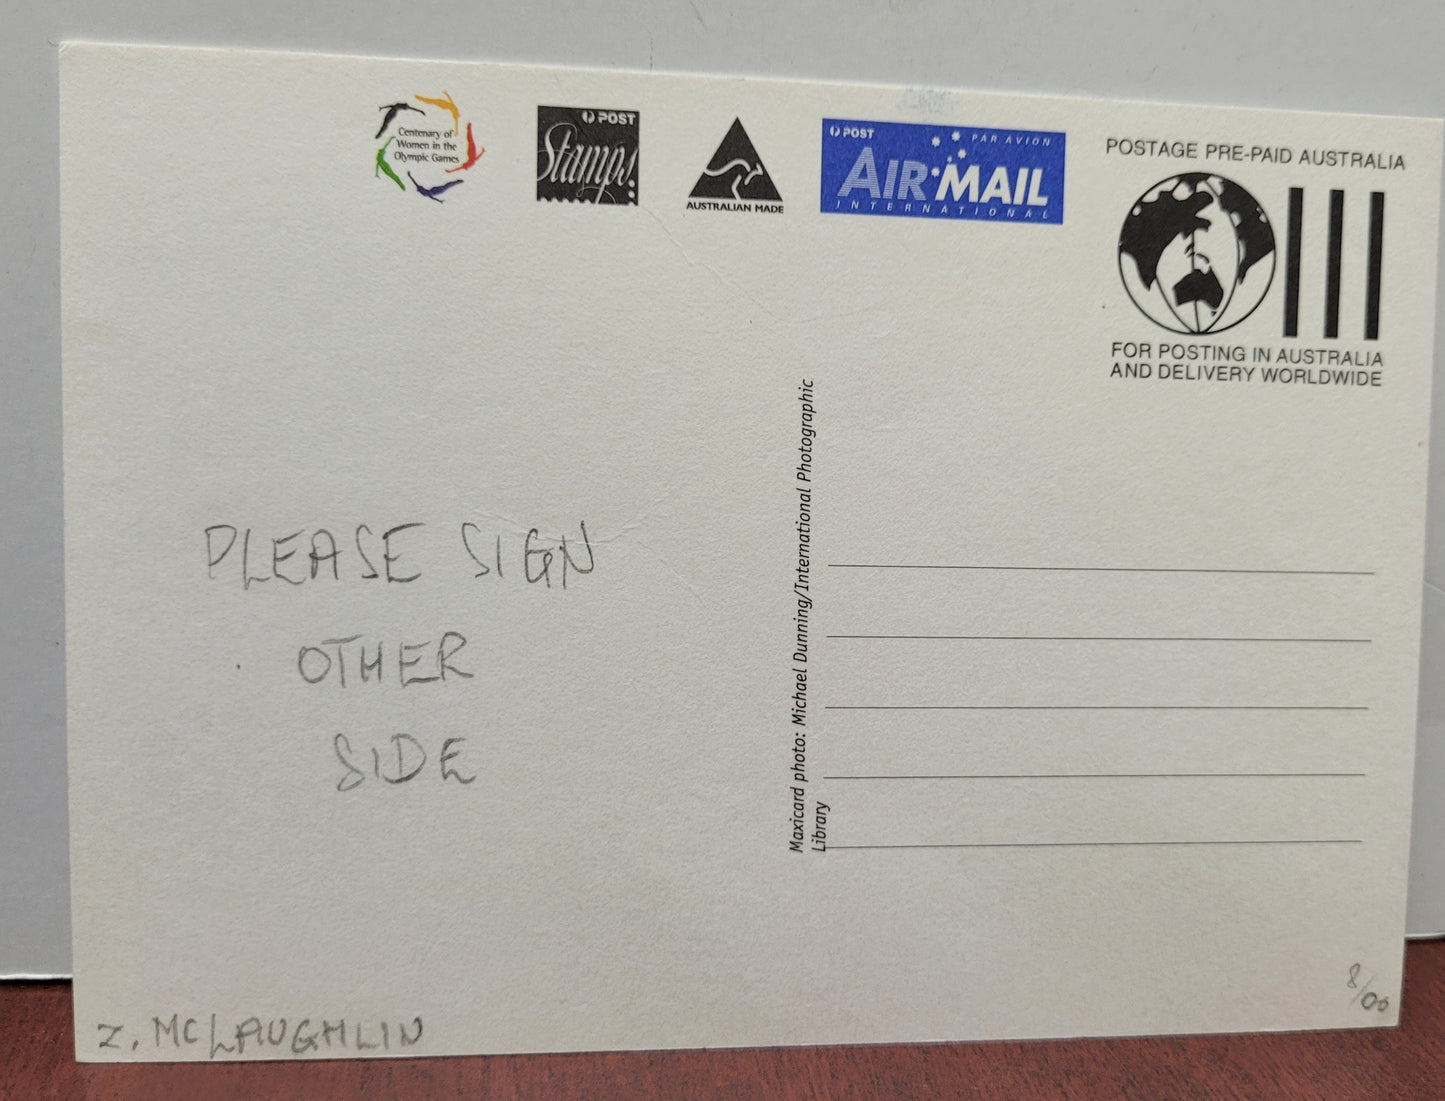 Centenary of
Women in the
Olympic Games
POST
Stamps
AUSTRALIAN MADE
POST
PAR AVION
AIR MAIL
INTERNATIONAL
POSTAGE PRE-PAID AUSTRALIA
FOR POSTING IN AUSTRALIA
AND DELIVERY WORLDWIDE
Maxicard photo: Michael Dunning/International Photographic
Library
PLEASE SIGN
OTHER
SIDE
Z. MCLAUGHLIN
8/00